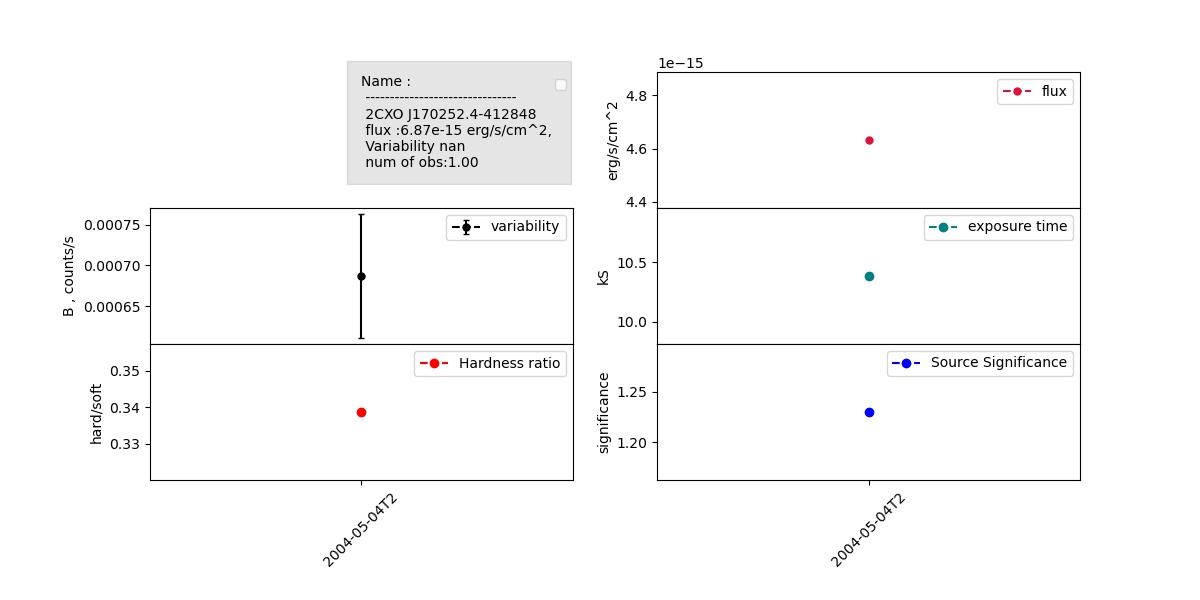 Name :
-------------------------------
2CXO J170252.4-412848
flux :6.87e-15 erg/s/cm^2,
Variability nan
num of obs:1.00
B , counts/s
0.00075
0.00070
0.00065
variability
hard/soft
0.35
0.34
0.33
Hardness ratio
2004-05-04T2
1e−15
erg/s/cm^2
4.8
4.6
4.4
flux
kS
10.5
10.0
exposure time
significance
1.25
1.20
Source Significance
2004-05-04T2